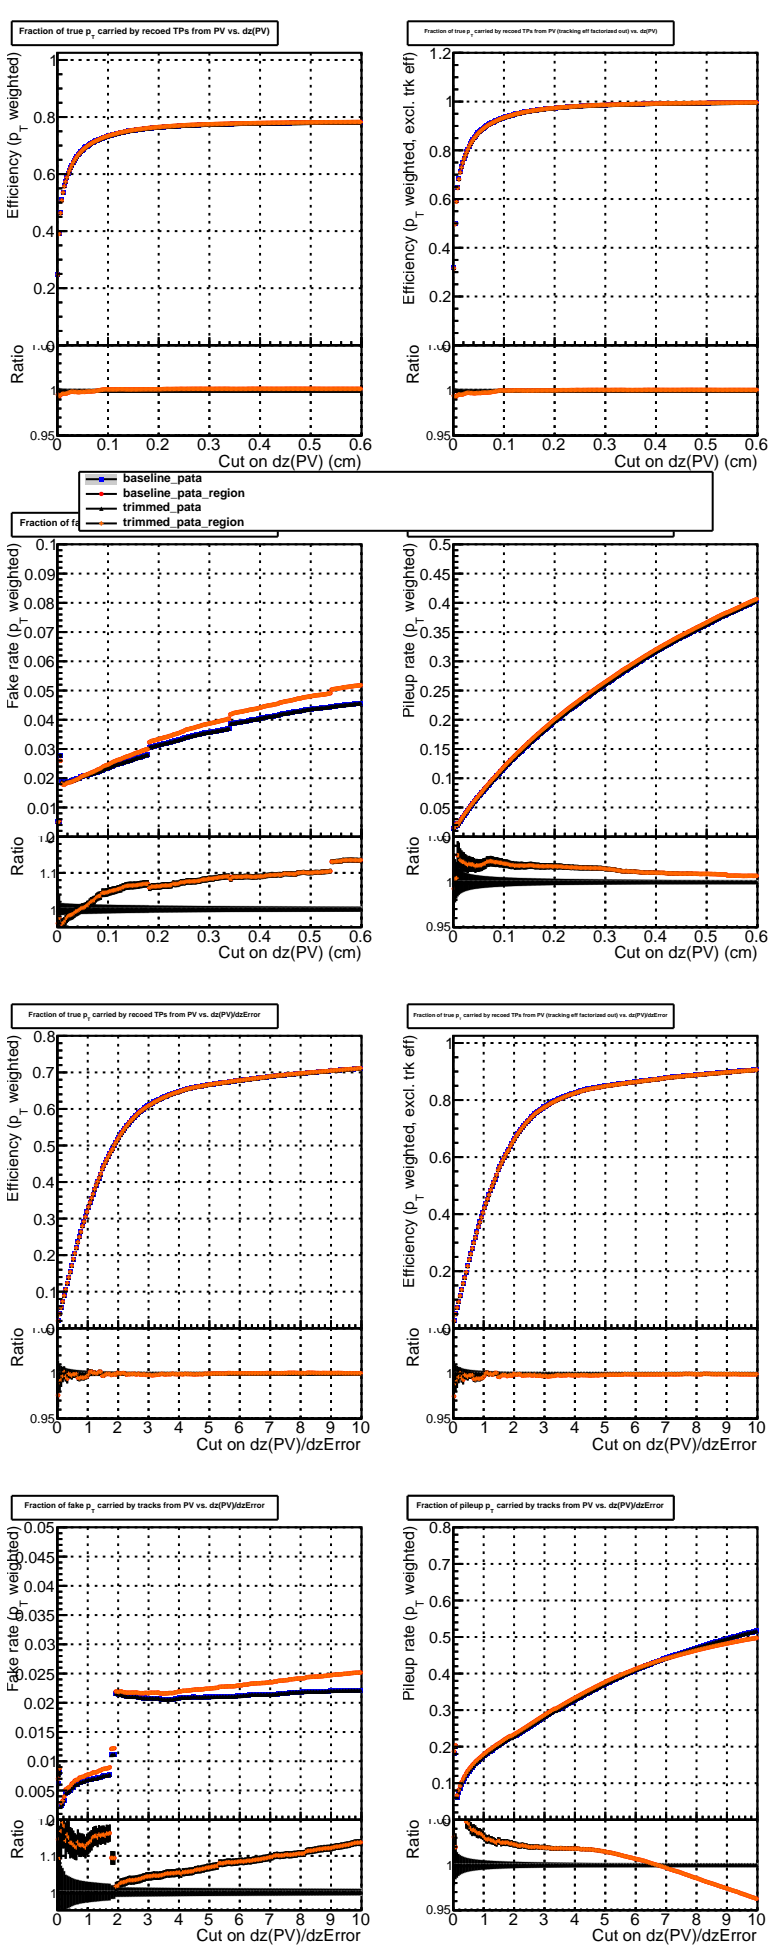 Fraction of true pT carried by recoed TPs from PV vs. dz(PV)
Efficiency (pT weighted)
1
0.8
0.6
0.4
0.2
0
Ratio
1
0.95
0 0.1 0.2 0.3 0.4 0.5 0.6
Cut on dz(PV) (cm)
Fraction of true pT carried by recoed TPs from PV (tracking eff factorized out) vs. dz(PV)
Efficiency (pT weighted, excl. trk eff)
1.2
1
0.8
0.6
0.4
0.2
0
Ratio
1
0.95
0 0.1 0.2 0.3 0.4 0.5 0.6
Cut on dz(PV) (cm)
baseline_pata
baseline_pata_region
trimmed_pata
trimmed_pata_region
Fraction of fa
Fake rate (pT weighted)
0.1
0.09
0.08
0.07
0.06
0.05
0.04
0.03
0.02
0.01
0
Ratio
1.1
1
0 0.1 0.2 0.3 0.4 0.5 0.6
Cut on dz(PV) (cm)
Pileup rate (pT weighted)
0.5
0.45
0.4
0.35
0.3
0.25
0.2
0.15
0.1
0.05
0
Ratio
1
0.95
0 0.1 0.2 0.3 0.4 0.5 0.6
Cut on dz(PV) (cm)
Fraction of true pT carried by recoed TPs from PV vs. dz(PV)/dzError
Efficiency (pT weighted)
0.8
0.7
0.6
0.5
0.4
0.3
0.2
0.1
0
Ratio
1
0.95
0 1 2 3 4 5 6 7 8 9 10
Cut on dz(PV)/dzError
Fraction of true pT carried by recoed TPs from PV (tracking eff factorized out) vs. dz(PV)/dzError
Efficiency (pT weighted, excl. trk eff)
1
0.8
0.6
0.4
0.2
0
Ratio
1
0.95
0 1 2 3 4 5 6 7 8 9 10
Cut on dz(PV)/dzError
Fraction of fake pT carried by tracks from PV vs. dz(PV)/dzError
Fake rate (pT weighted)
0.05
0.045
0.04
0.035
0.03
0.025
0.02
0.015
0.01
0.005
0
Ratio
1.1
1
0 1 2 3 4 5 6 7 8 9 10
Cut on dz(PV)/dzError
Fraction of pileup pT carried by tracks from PV vs. dz(PV)/dzError
Pileup rate (pT weighted)
0.8
0.7
0.6
0.5
0.4
0.3
0.2
0.1
0
Ratio
1
0.95
0 1 2 3 4 5 6 7 8 9 10
Cut on dz(PV)/dzError